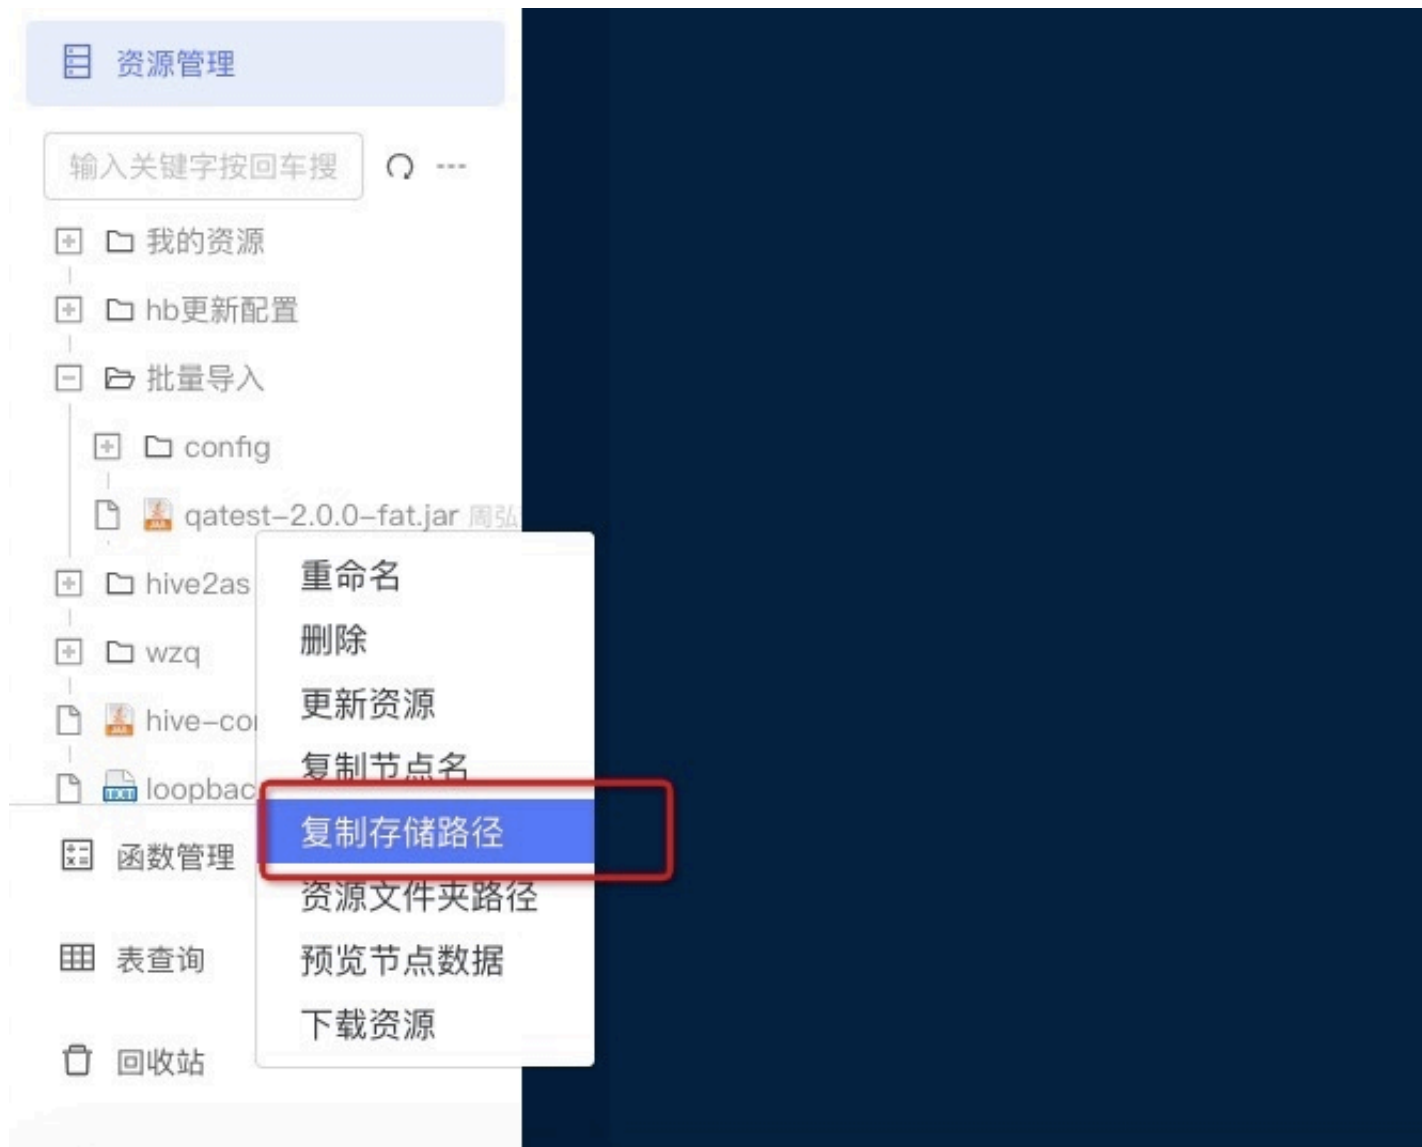 资源管理
输入关键字按回车搜
我的资源
hb更新配置
批量导入
config
qatest-2.0.0-fat.jar 周弘
hive2as
wzq
hive-co
loopbac
重命名
删除
更新资源
复制节点名
复制存储路径
资源文件夹路径
预览节点数据
下载资源
函数管理
表查询
回收站